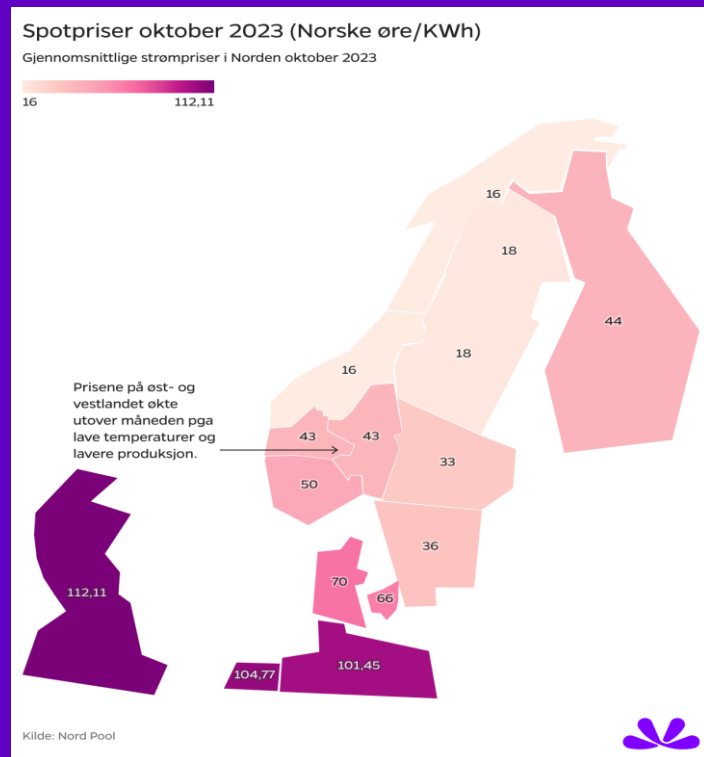 Spotpriser oktober 2023 (Norske øre/KWh)
Gjennomsnittlige strømpriser i Norden oktober 2023
16
112,11
16
18
44
18
16
Prisene på øst- og
vestlandet økte
utover måneden pga
lave temperaturer og
lavere produksjon.
43
43
33
50
36
70
66
112,11
104,77
101,45
Kilde: Nord Pool